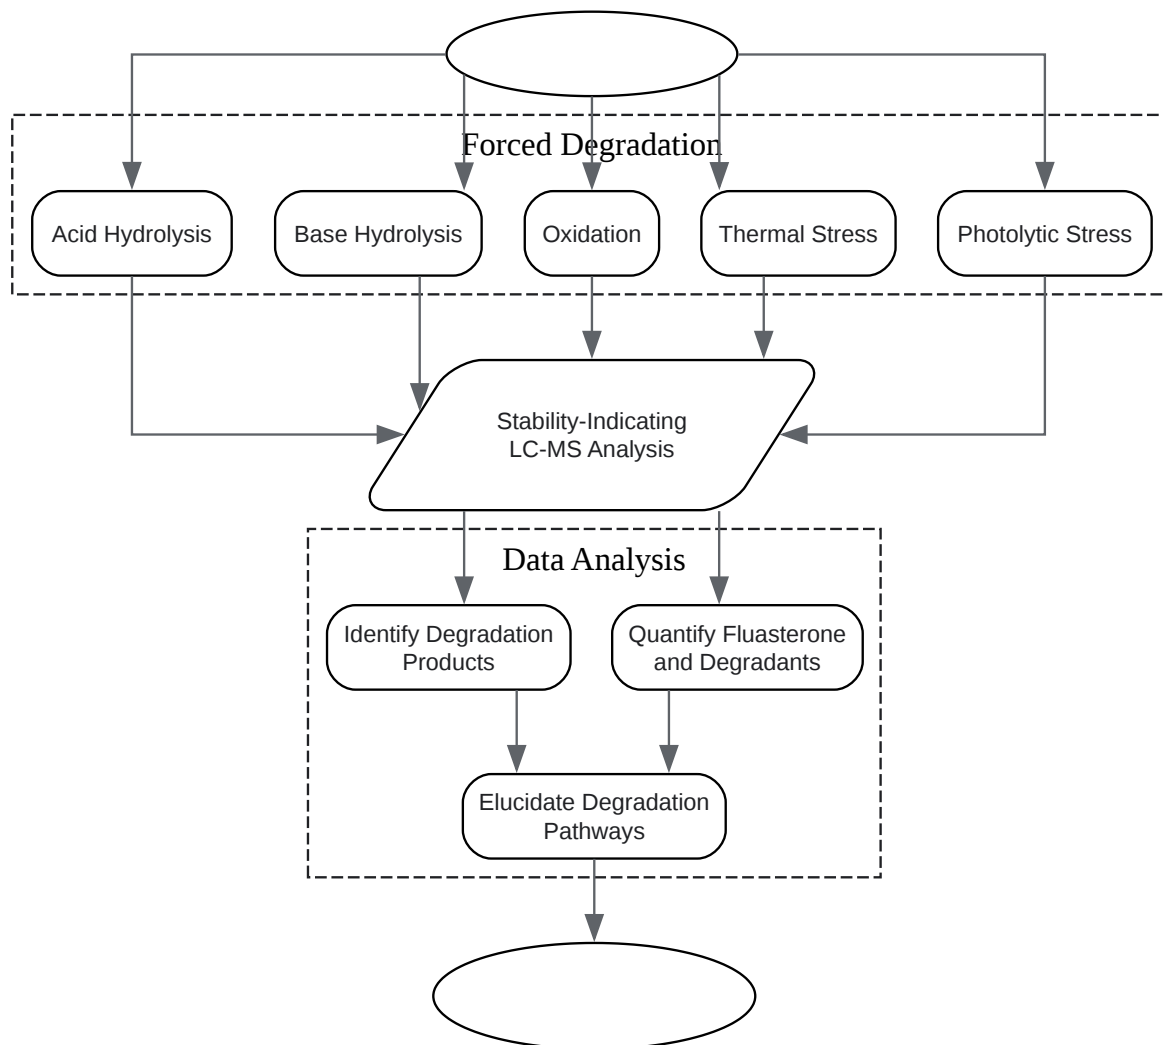 Forced Degradation
Acid Hydrolysis
Base Hydrolysis
Oxidation
Thermal Stress
Photolytic Stress
Stability-Indicating
LC-MS Analysis
Data Analysis
Identify Degradation
Products
Quantify Fluasterone
and Degradants
Elucidate Degradation
Pathways